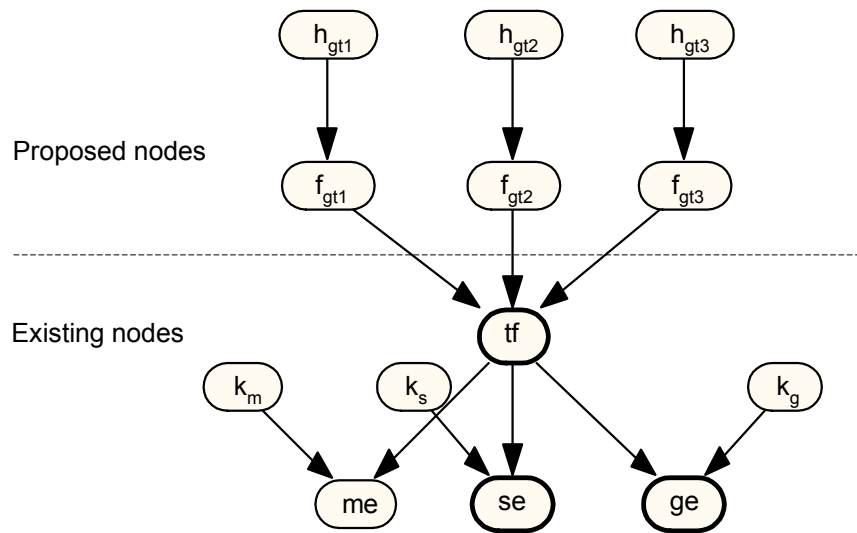 h_gt1 h_gt2 h_gt3
Proposed nodes
f_gt1 f_gt2 f_gt3
Existing nodes
tf
k_m k_s k_g
me se ge